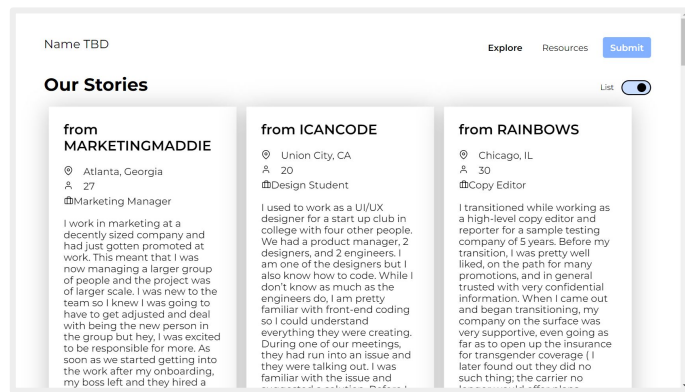 Name TBD
Explore Resources Submit
Our Stories
List
from
MARKETINGMADDIE
Atlanta, Georgia
27
Marketing Manager
I work in marketing at a
decently sized company and
had just gotten promoted at
work. This meant that I was
now managing a larger group
of people and the project was
of larger scale. I was new to the
team so I knew I was going to
have to get adjusted and deal
with being the new person in
the group but hey, I was excited
to be responsible for more. As
soon as we started getting into
the work after my onboarding,
my boss left and they hired a
from ICANCODE
Union City, CA
20
Design Student
I used to work as a UI/UX
designer for a start up club in
college with four other people.
We had a product manager, 2
designers, and 2 engineers. I
am one of the designers but I
also know how to code. While I
don't know as much as the
engineers do, I am pretty
familiar with front-end coding
so I could understand
everything they were creating.
During one of our meetings,
they had run into an issue and
they were talking out. I was
familiar with the issue and
from RAINBOWS
Chicago, IL
30
Copy Editor
I transitioned while working as
a high-level copy editor and
reporter for a sample testing
company of 5 years. Before my
transition, I was pretty well
liked, on the path for many
promotions, and in general
trusted with very confidential
information. When I came out
and began transitioning, my
company on the surface was
very supportive, even going as
far as to open up the insurance
for transgender coverage ( I
later found out they did no
such thing; the carrier no